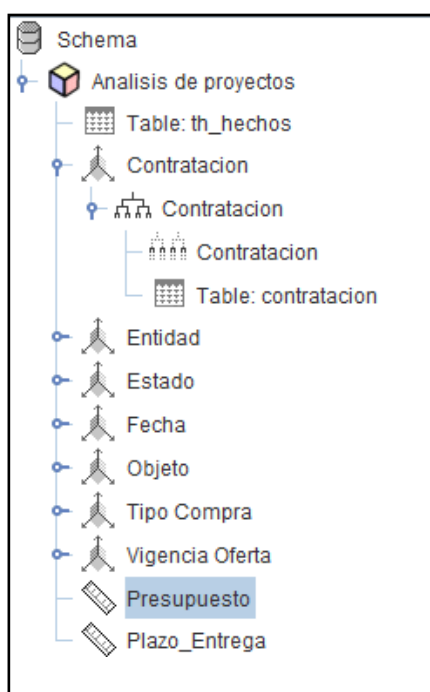 Schema
Analisis de proyectos
Table: th_hechos
Contratacion
Contratacion
Contratacion
Table: contratacion
Entidad
Estado
Fecha
Objeto
Tipo Compra
Vigencia Oferta
Presupuesto
Plazo_Entrega